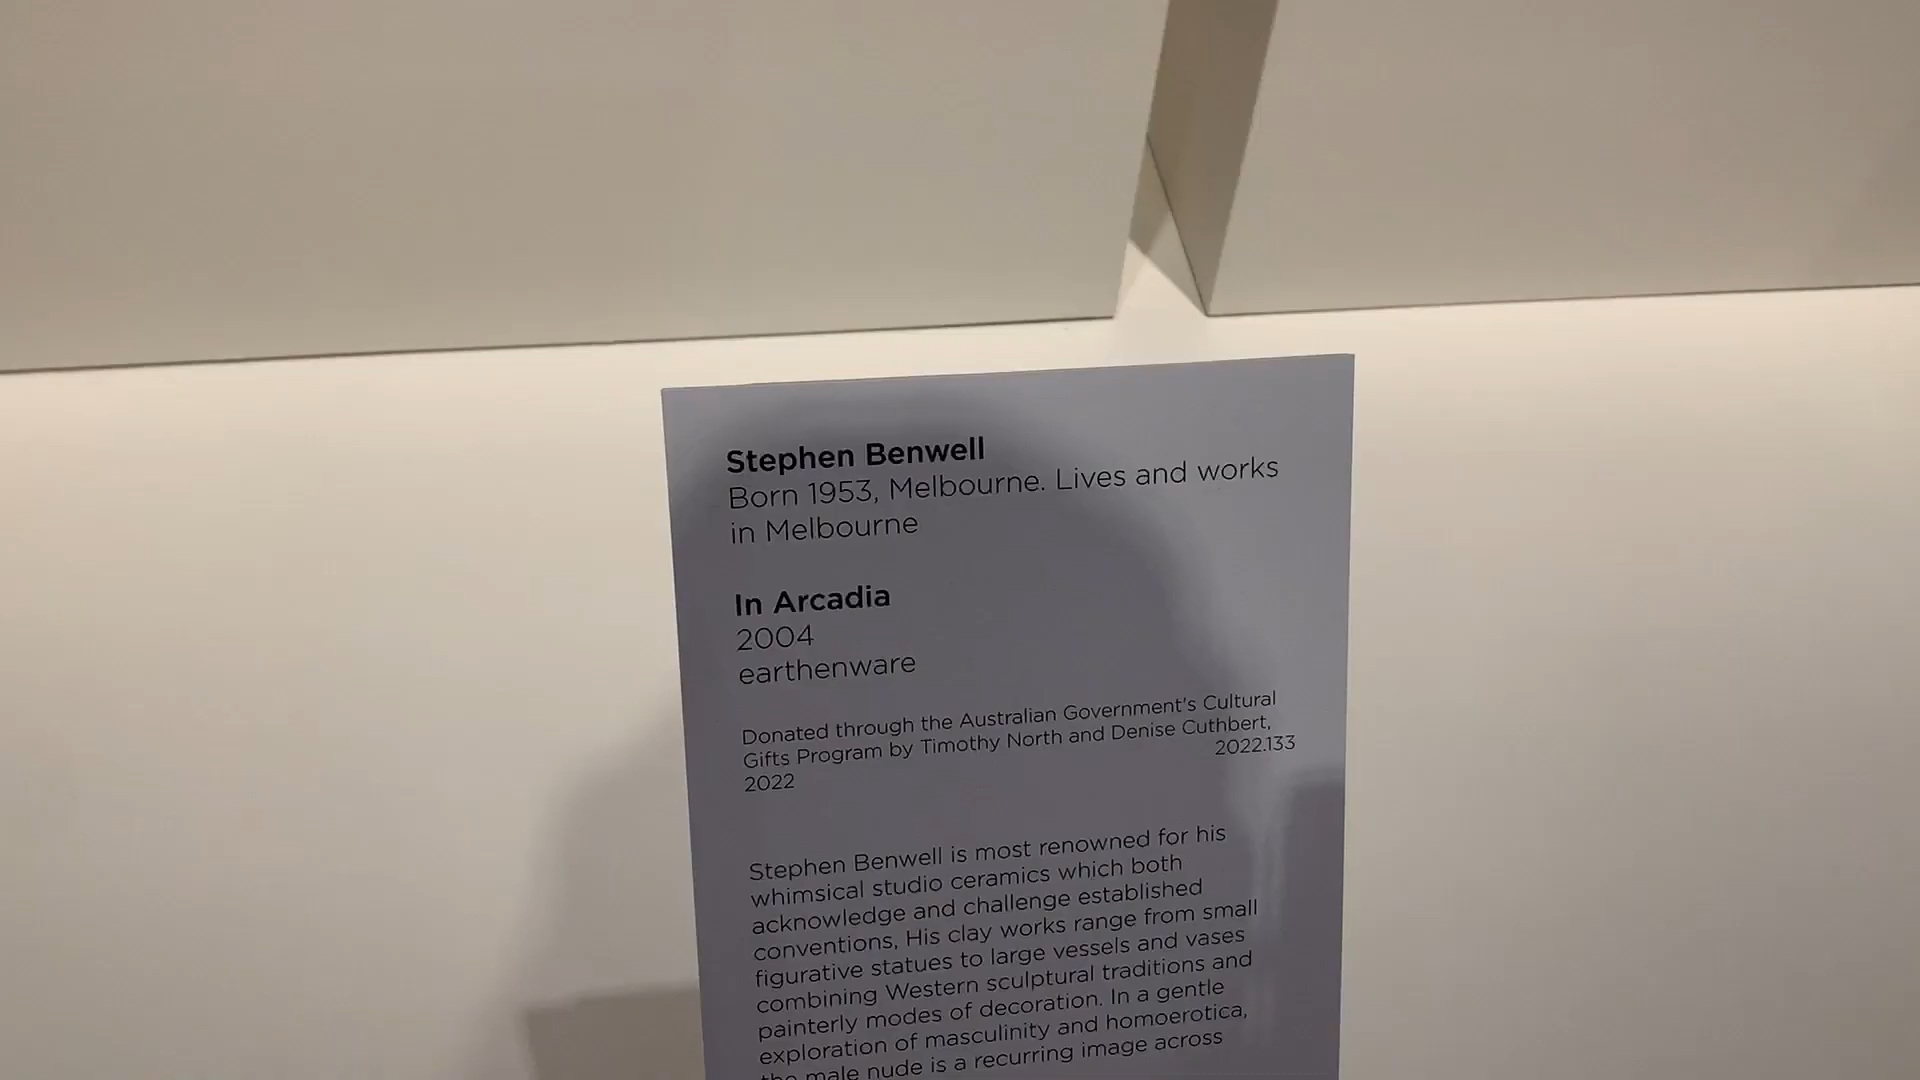 Stephen Benwell
Born 1953, Melbourne. Lives and works
in Melbourne
In Arcadia
2004
earthenware
Donated through the Australian Government's Cultural
Gifts Program by Timothy North and Denise Cuthbert,
2022
2022.133
Stephen Benwell is most renowned for his
whimsical studio ceramics which both
acknowledge and challenge established
conventions, His clay works range from small
figurative statues to large vessels and vases
combining Western sculptural traditions and
painterly modes of decoration. In a gentle
exploration of masculinity and homoerotica,
the male nude is a recurring image across